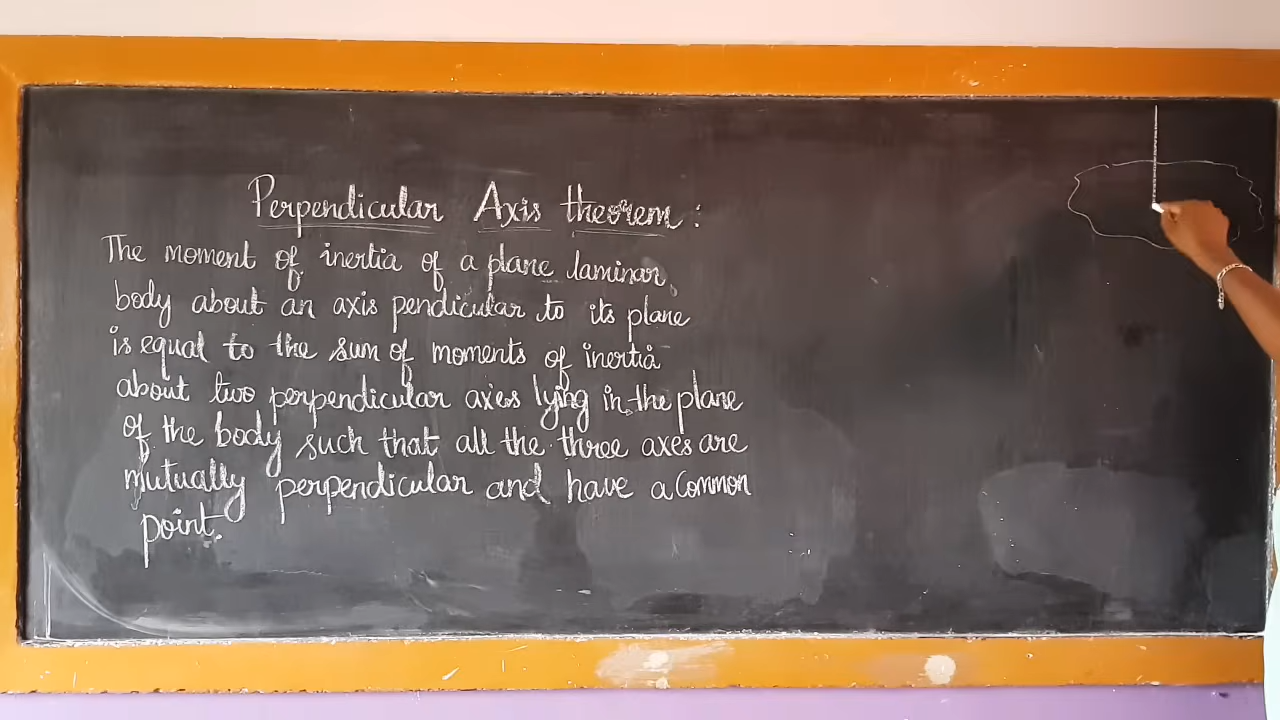 Perpendicular Axis theorem :
The moment of inertia of a plane laminar
body about an axis pendicular to its plane
is equal to the sum of moments of inertia
about two perpendicular axes lying in the plane
of the body such that all the three axes are
mutually perpendicular and have a common
point.